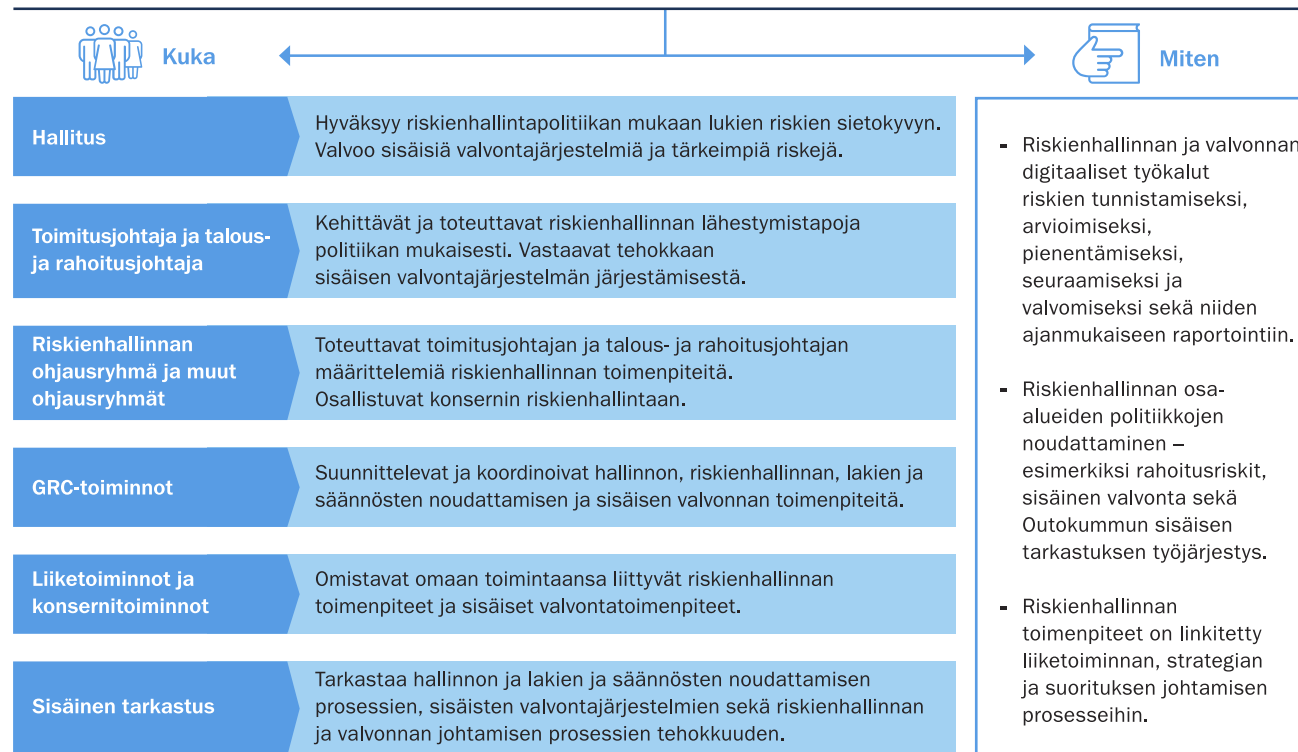 Kuka
Miten
Hallitus
Hyväksyy riskienhallintapolitiikan mukaan lukien riskien sietokyvyn.
Valvoo sisäisiä valvontajärjestelmiä ja tärkeimpiä riskejä.
Toimitusjohtaja ja talous-
ja rahoitusjohtaja
Kehittävät ja toteuttavat riskienhallinnan lähestymistapoja
politiikan mukaisesti. Vastaavat tehokkaan
sisäisen valvontajärjestelmän järjestämisestä.
Riskienhallinnan
ohjausryhmä ja muut
ohjausryhmät
Toteuttavat toimitusjohtajan ja talous- ja rahoitusjohtajan
määrittelemiä riskienhallinnan toimenpiteitä.
Osallistuvat konsernin riskienhallintaan.
GRC-toiminnot
Suunnittelevat ja koordinoivat hallinnon, riskienhallinnan, lakien ja
säännösten noudattamisen ja sisäisen valvonnan toimenpiteitä.
Liiketoiminnot ja
konsernitoiminnot
Omistavat omaan toimintaansa liittyvät riskienhallinnan
toimenpiteet ja sisäiset valvontatoimenpiteet.
Sisäinen tarkastus
Tarkastaa hallinnon ja lakien ja säännösten noudattamisen
prosessien, sisäisten valvontajärjestelmien sekä riskienhallinnan
ja valvonnan johtamisen prosessien tehokkuuden.
- Riskienhallinnan ja valvonnan
digitaaliset työkalut
riskien tunnistamiseksi,
arvioimiseksi,
pienentämiseksi,
seuraamiseksi ja
valvomiseksi sekä niiden
ajanmukaiseen raportointiin.
- Riskienhallinnan osa-
alueiden politiikkojen
noudattaminen –
esimerkiksi rahoitusriskit,
sisäinen valvonta sekä
Outokummun sisäisen
tarkastuksen työjärjestys.
- Riskienhallinnan
toimenpiteet on linkitetty
liiketoiminnan, strategian
ja suorituksen johtamisen
prosesseihin.